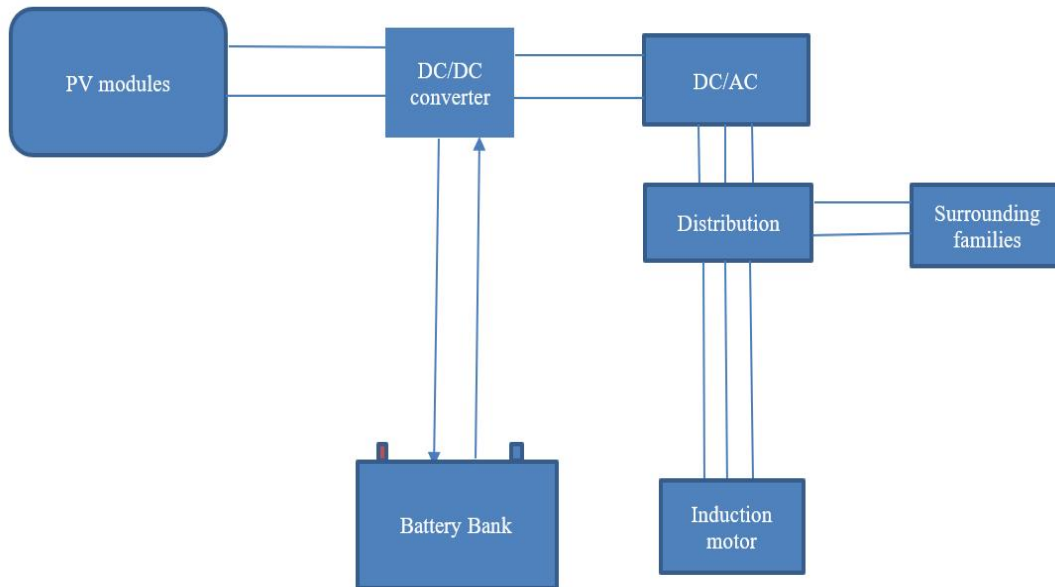 PV modules
DC/DC
converter
DC/AC
Distribution
Surrounding
families
Battery Bank
Induction
motor